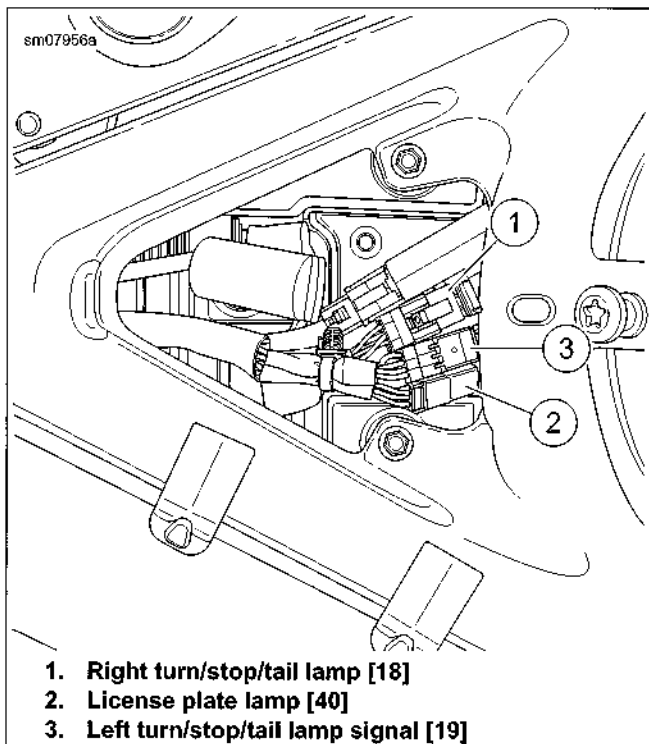 sm07956a
1
3
2
1. Right turn/stop/tail lamp [18]
2. License plate lamp [40]
3. Left turn/stop/tail lamp signal [19]